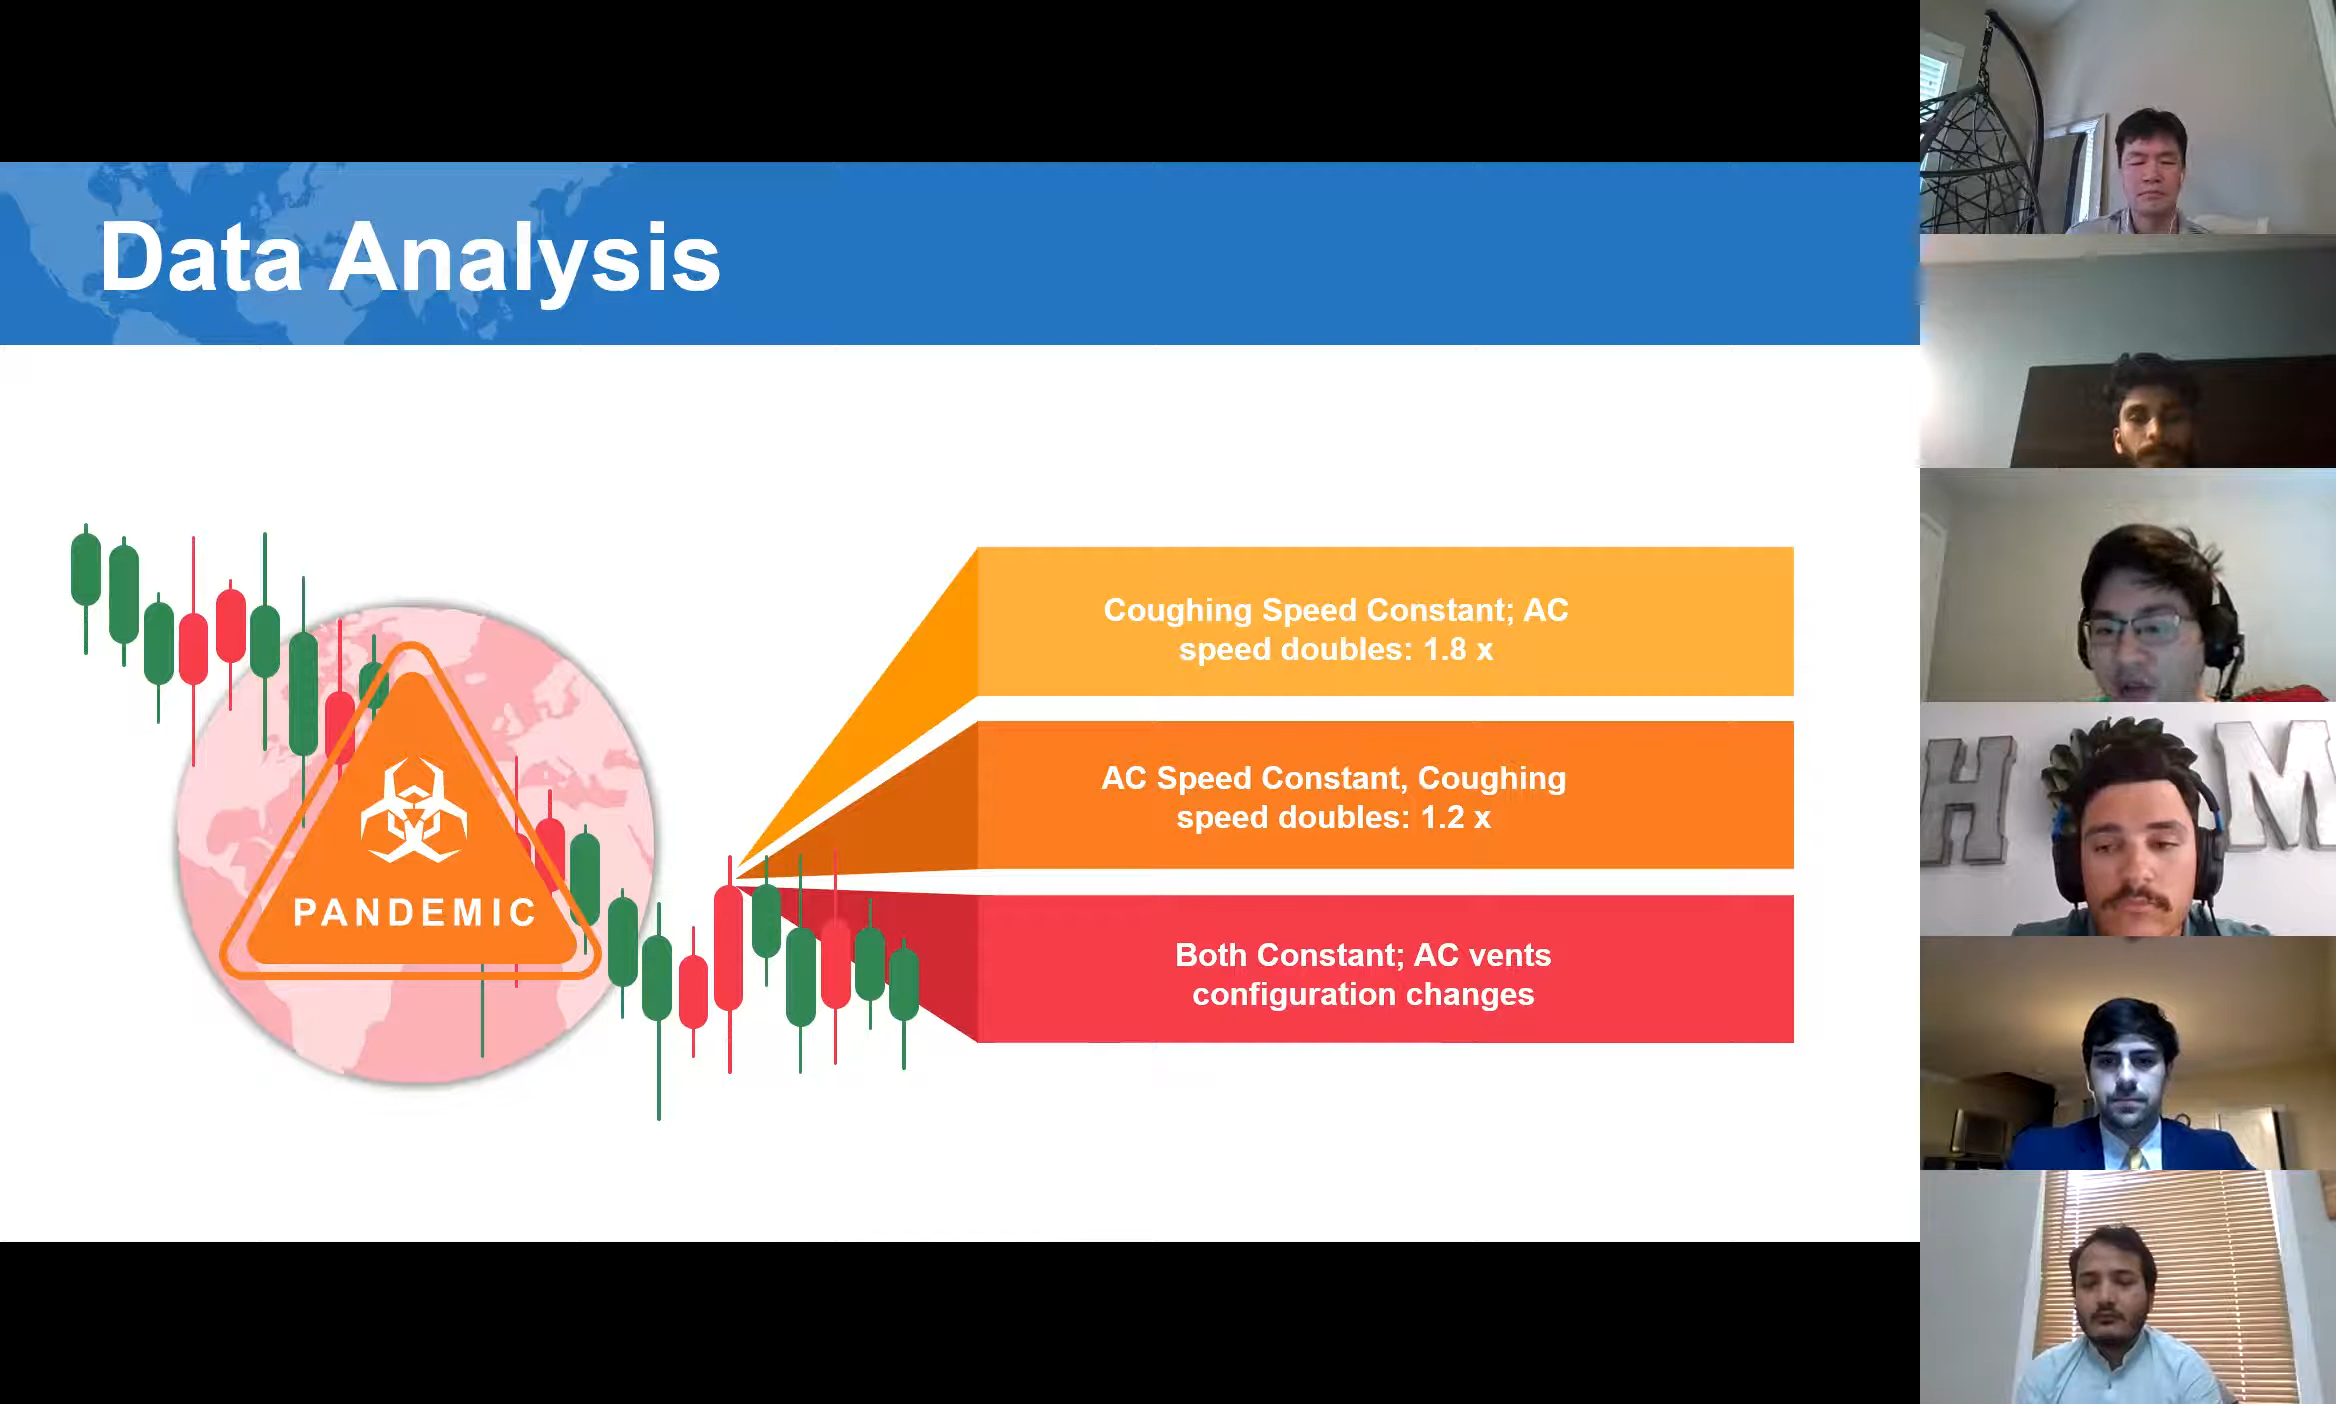 Data Analysis
Coughing Speed Constant; AC
speed doubles: 1.8 x
AC Speed Constant, Coughing
speed doubles: 1.2 x
PANDEMIC
Both Constant; AC vents
configuration changes
H
M